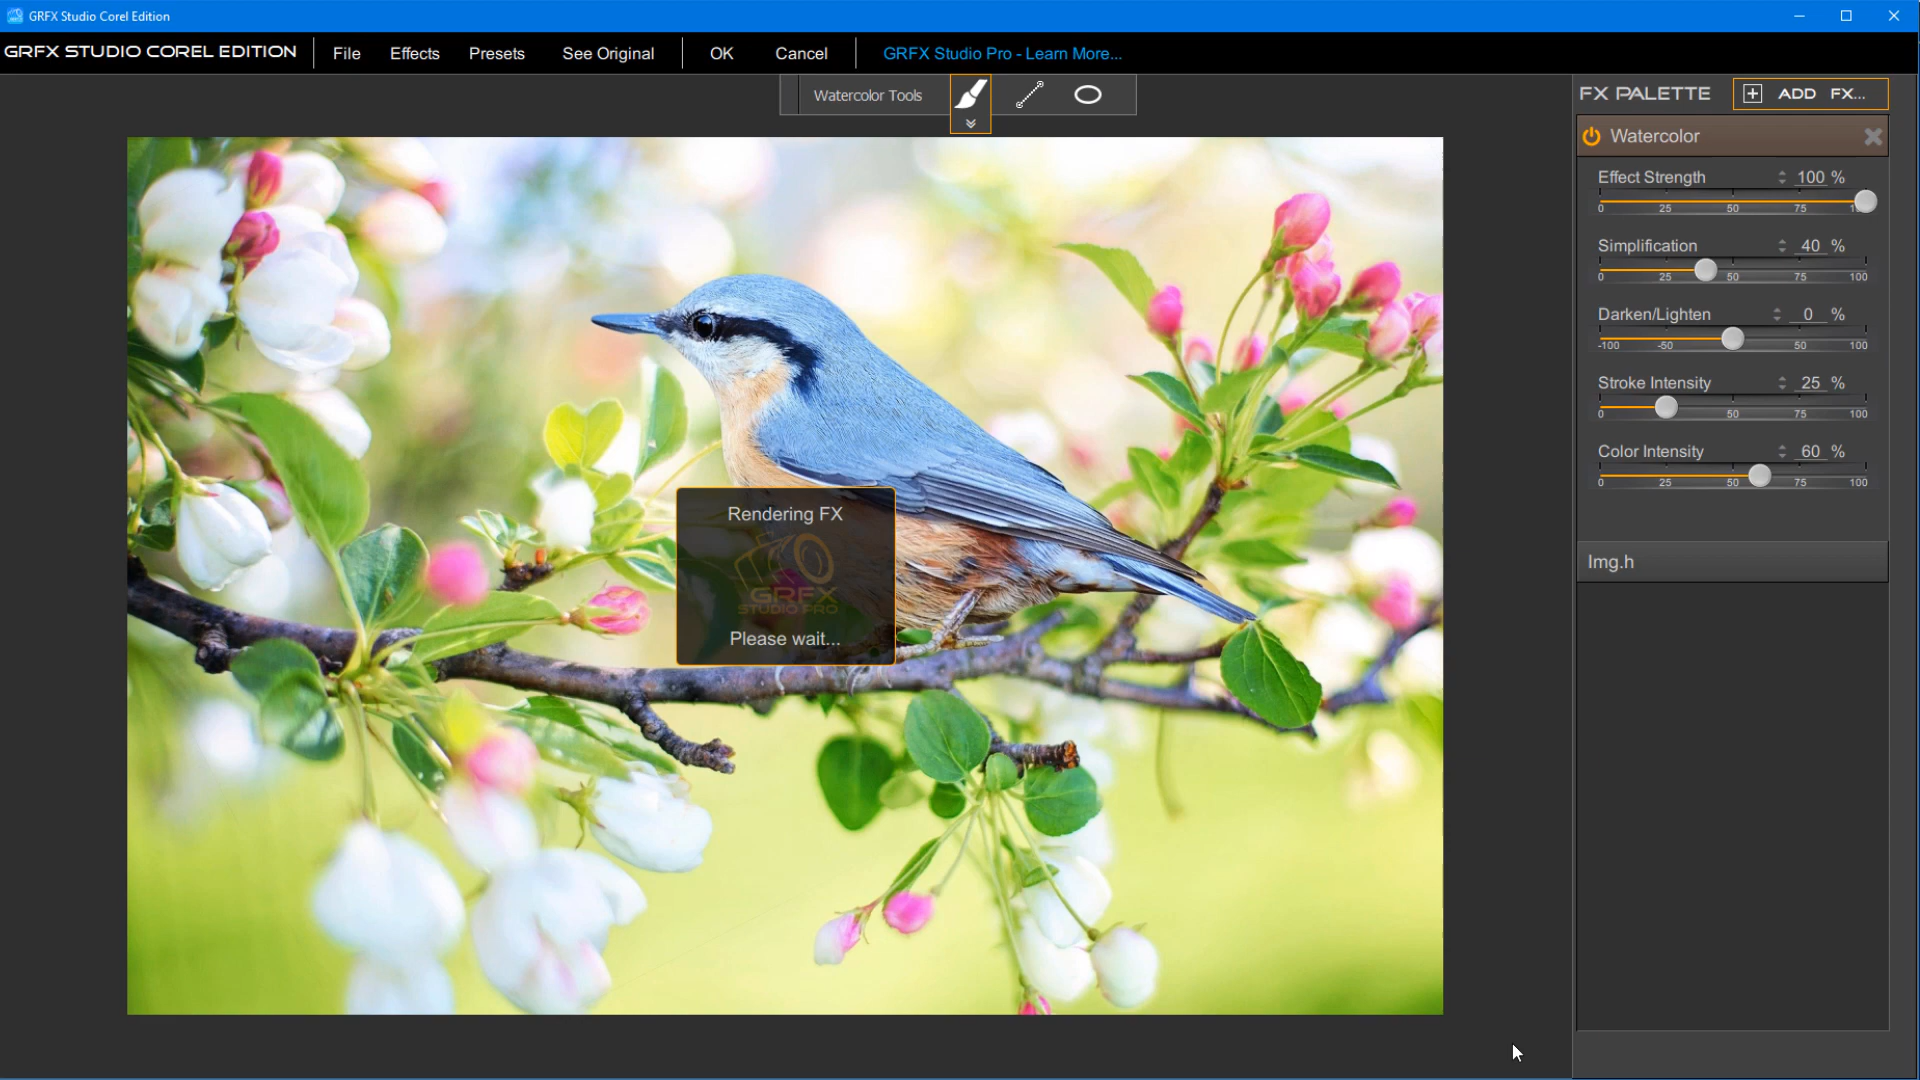 GRFX Studio Corel Edition
GRFX STUDIO COREL EDITION File Effects Presets See Original OK Cancel GRFX Studio Pro - Learn More...
Watercolor Tools
FX PALETTE ADD FX...
Watercolor
Effect Strength 100 %
0 25 50 75
Simplification 40 %
0 25 50 75 100
Darken/Lighten 0 %
-100 -50 50 100
Stroke Intensity 25 %
0 50 75 100
Color Intensity 60 %
0 25 50 75 100
Img.h
Rendering FX
GRFX
STUDIO PRO
Please wait...